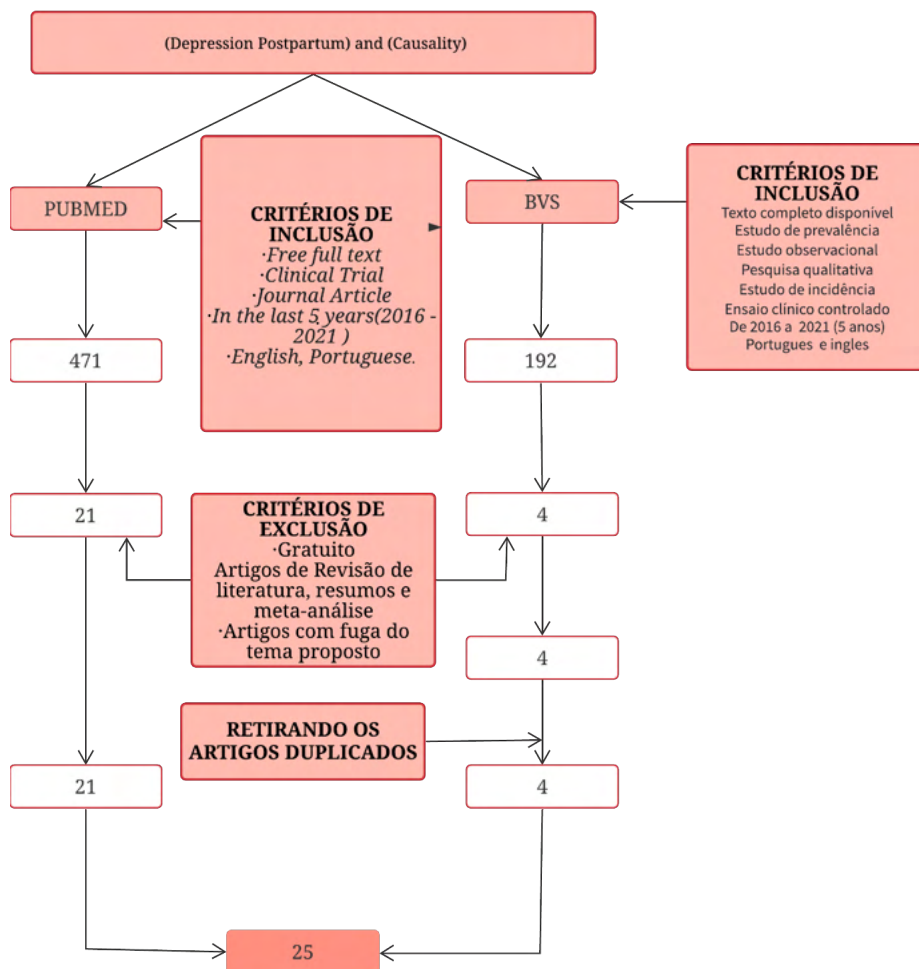 (Depression Postpartum) and (Causality)
PUBMED
CRITÉRIOS DE
INCLUSÃO
·Free full text
·Clinical Trial
·Journal Article
·In the last 5 years(2016 -
2021 )
·English, Portuguese.
BVS
CRITÉRIOS DE
INCLUSÃO
Texto completo disponível
Estudo de prevalência
Estudo observacional
Pesquisa qualitativa
Estudo de incidência
Ensaio clínico controlado
De 2016 a 2021 (5 anos)
Portugues e ingles
471
192
21
CRITÉRIOS DE
EXCLUSÃO
·Gratuito
Artigos de Revisão de
literatura, resumos e
meta-análise
·Artigos com fuga do
tema proposto
4
4
RETIRANDO OS
ARTIGOS DUPLICADOS
21
4
25